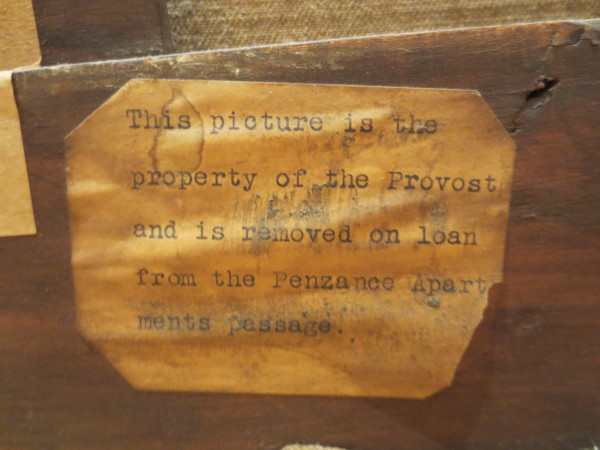 This picture is the
property of the Provost
and is removed on loan
from the Penzance Apart
ments passage.